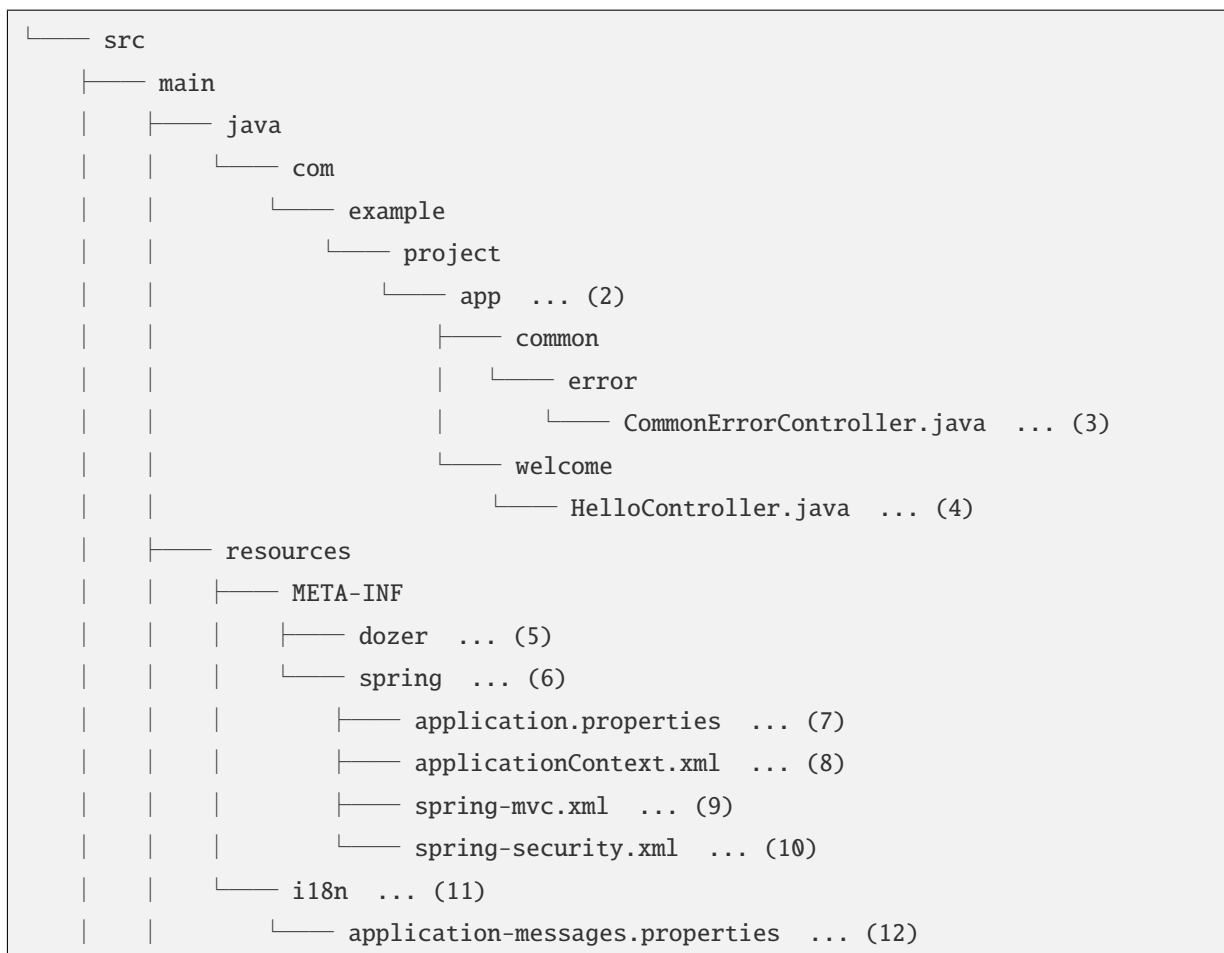 └── src
    ├── main
    │   ├── java
    │   │   └── com
    │   │       └── example
    │   │           └── project
    │   │               └── app  ... (2)
    │   │                   ├── common
    │   │                   │   └── error
    │   │                   │       └── CommonErrorController.java  ... (3)
    │   │                   └── welcome
    │   │                       └── HelloController.java  ... (4)
    │   ├── resources
    │   │   ├── META-INF
    │   │   │   ├── dozer  ... (5)
    │   │   │   └── spring  ... (6)
    │   │   │       ├── application.properties  ... (7)
    │   │   │       ├── applicationContext.xml  ... (8)
    │   │   │       ├── spring-mvc.xml  ... (9)
    │   │   │       └── spring-security.xml  ... (10)
    │   │   └── i18n  ... (11)
    │   │       └── application-messages.properties  ... (12)